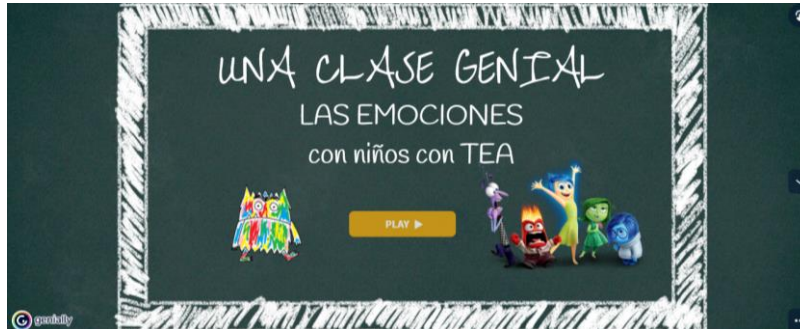 UNA CLASE GENIAL
LAS EMOCIONES
con niños con TEA
PLAY
genially